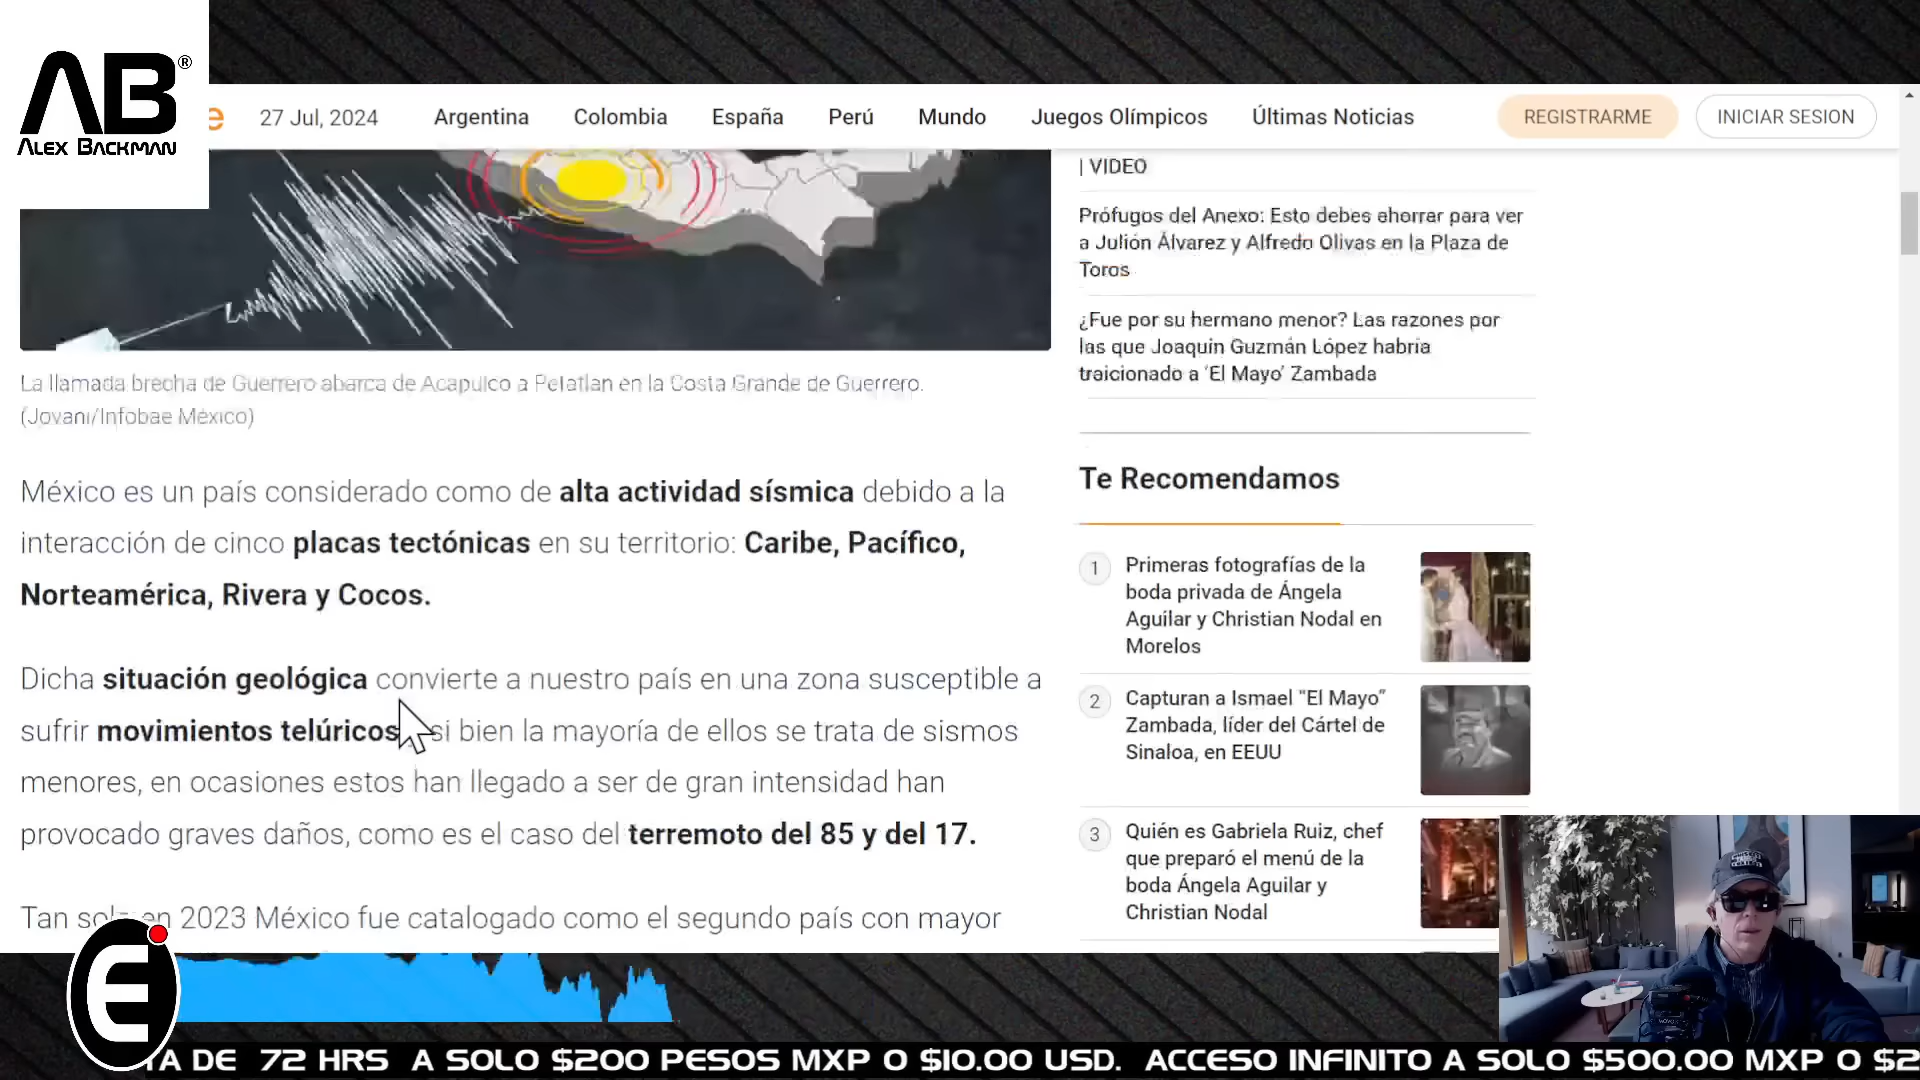 AB®
ALEX BACKMAN
e
27 Jul, 2024
Argentina
Colombia
España
Perú
Mundo
Juegos Olímpicos
Últimas Noticias
REGISTRARME
INICIAR SESION
La llamada brecha de Guerrero abarca de Acapulco a Petatlan en la Costa Grande de Guerrero.
(Jovani/Infobae México)
México es un país considerado como de alta actividad sísmica debido a la
interacción de cinco placas tectónicas en su territorio: Caribe, Pacífico,
Norteamérica, Rivera y Cocos.
Dicha situación geológica convierte a nuestro país en una zona susceptible a
sufrir movimientos telúricos si bien la mayoría de ellos se trata de sismos
menores, en ocasiones estos han llegado a ser de gran intensidad han
provocado graves daños, como es el caso del terremoto del 85 y del 17.
Tan solo en 2023 México fue catalogado como el segundo país con mayor
| VIDEO
Prófugos del Anexo: Esto debes ahorrar para ver
a Julión Álvarez y Alfredo Olivas en la Plaza de
Toros
¿Fue por su hermano menor? Las razones por
las que Joaquín Guzmán López habría
traicionado a ‘El Mayo’ Zambada
Te Recomendamos
1
Primeras fotografías de la
boda privada de Ángela
Aguilar y Christian Nodal en
Morelos
2
Capturan a Ismael “El Mayo”
Zambada, líder del Cártel de
Sinaloa, en EEUU
3
Quién es Gabriela Ruiz, chef
que preparó el menú de la
boda Ángela Aguilar y
Christian Nodal
E
TA DE 72 HRS A SOLO $200 PESOS MXP O $10.00 USD. ACCESO INFINITO A SOLO $500.00 MXP O $2